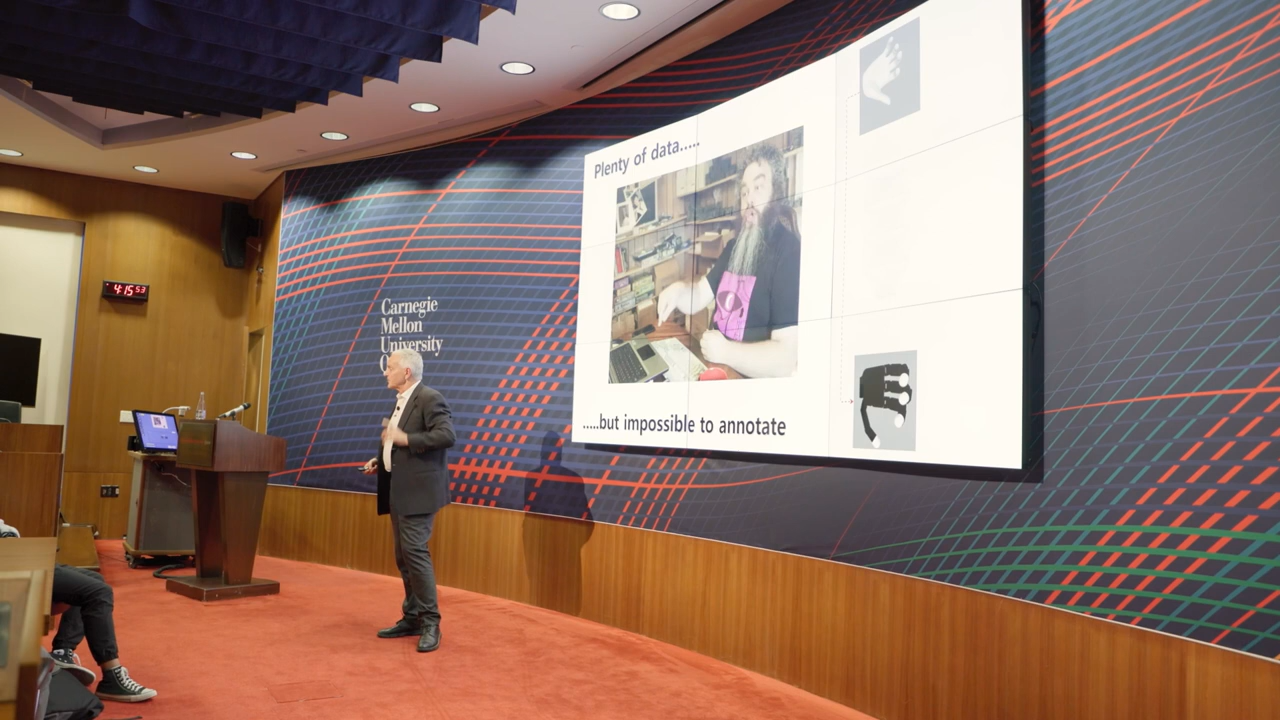 4:15 53
Carnegie
Mellon
University
Plenty of data.....
.....but impossible to annotate